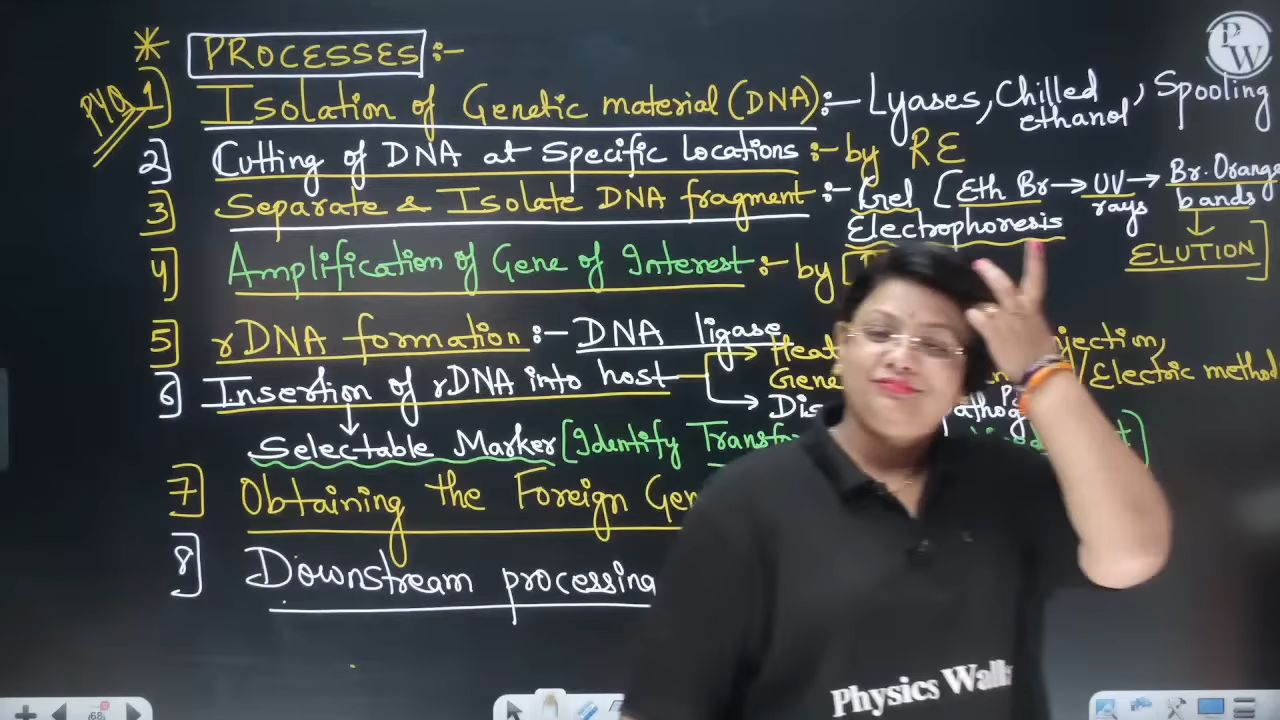 PW
* PROCESSES :-
PYQ 1] Isolation of Genetic material (DNA) :- Lyases, Chilled ethanol, Spooling
2] Cutting of DNA at Specific Locations :- by RE
3] Separate & Isolate DNA fragment :- Gel [Eth Br → UV rays → Br. Orange bands
Electrophoresis
↓
ELUTION]
4] Amplification of Gene of Interest :- by [
5] rDNA formation :- DNA ligase
6] Insertion of rDNA into host → Heat
Gene /Electric method
→ Dis
↓
Selectable Marker [Identify
7] Obtaining the Foreign
8] Downstream processing
Physics
68